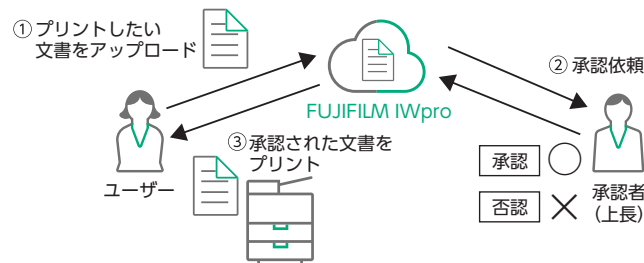 ① プリントしたい
文書をアップロード
② 承認依頼
FUJIFILM IWpro
③ 承認された文書を
プリント
ユーザー
承認
否認
承認者
（上長）